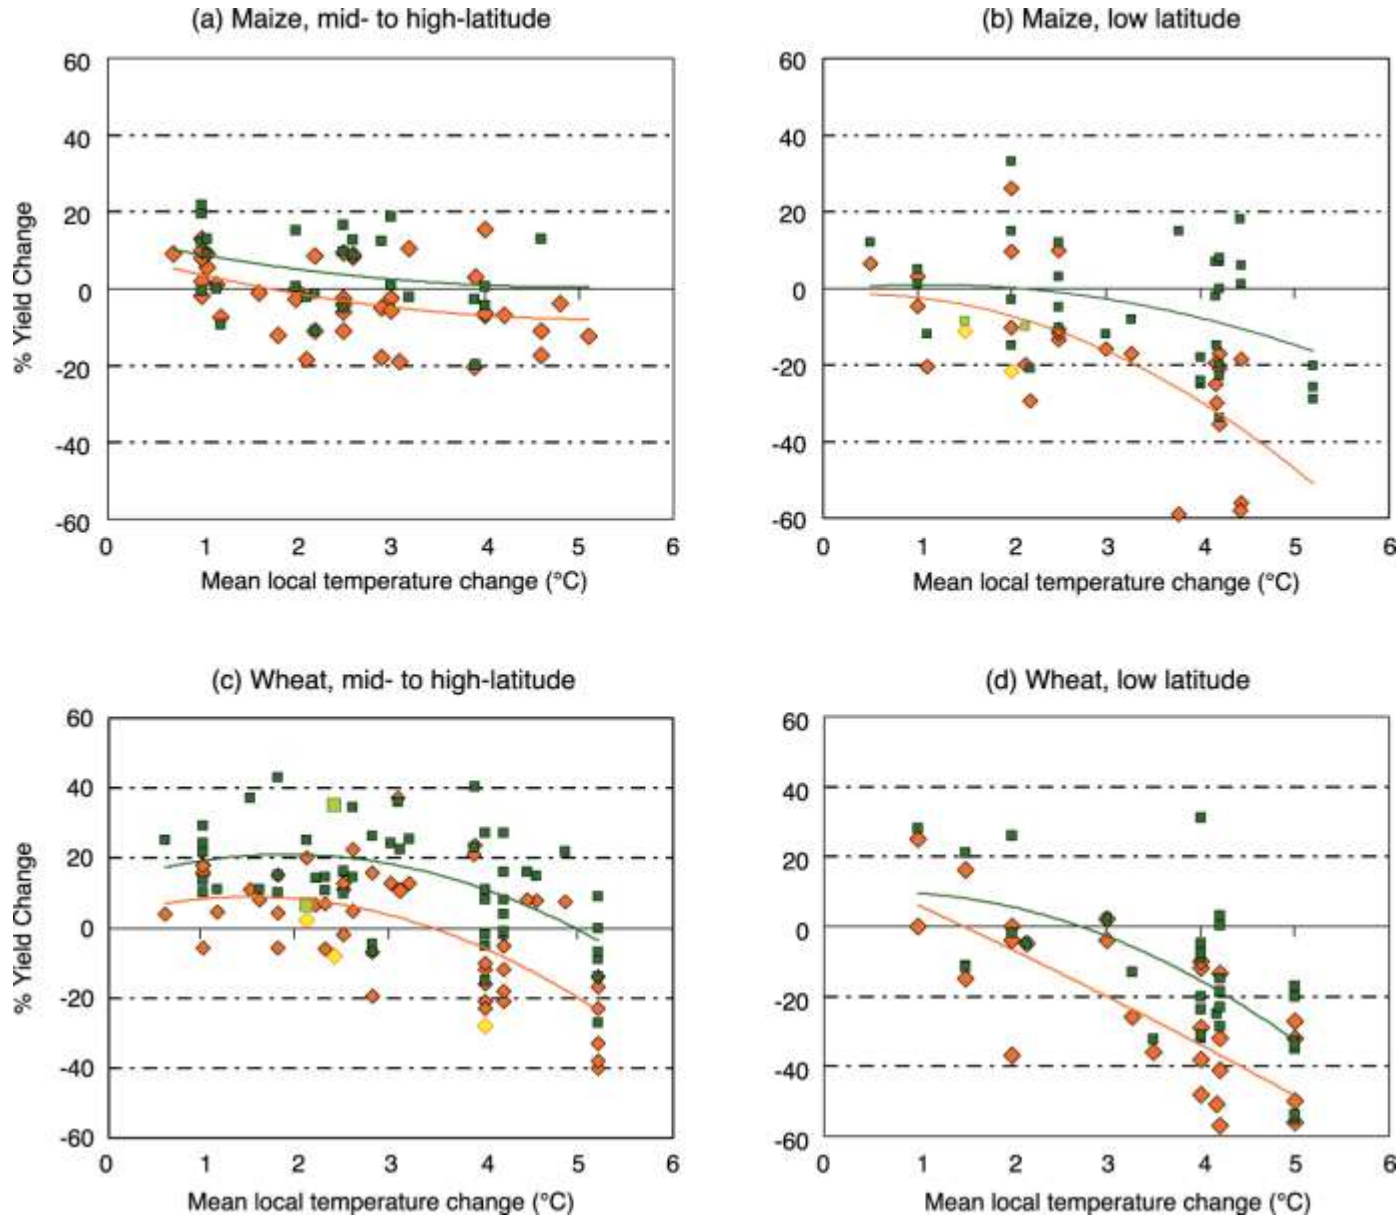 (a) Maize, mid- to high-latitude
60
40
20
0
-20
-40
-60
% Yield Change
0 1 2 3 4 5 6
Mean local temperature change (°C)
(b) Maize, low latitude
60
40
20
0
-20
-40
-60
0 1 2 3 4 5 6
Mean local temperature change (°C)
(c) Wheat, mid- to high-latitude
60
40
20
0
-20
-40
-60
% Yield Change
0 1 2 3 4 5 6
Mean local temperature change (°C)
(d) Wheat, low latitude
60
40
20
0
-20
-40
-60
0 1 2 3 4 5 6
Mean local temperature change (°C)